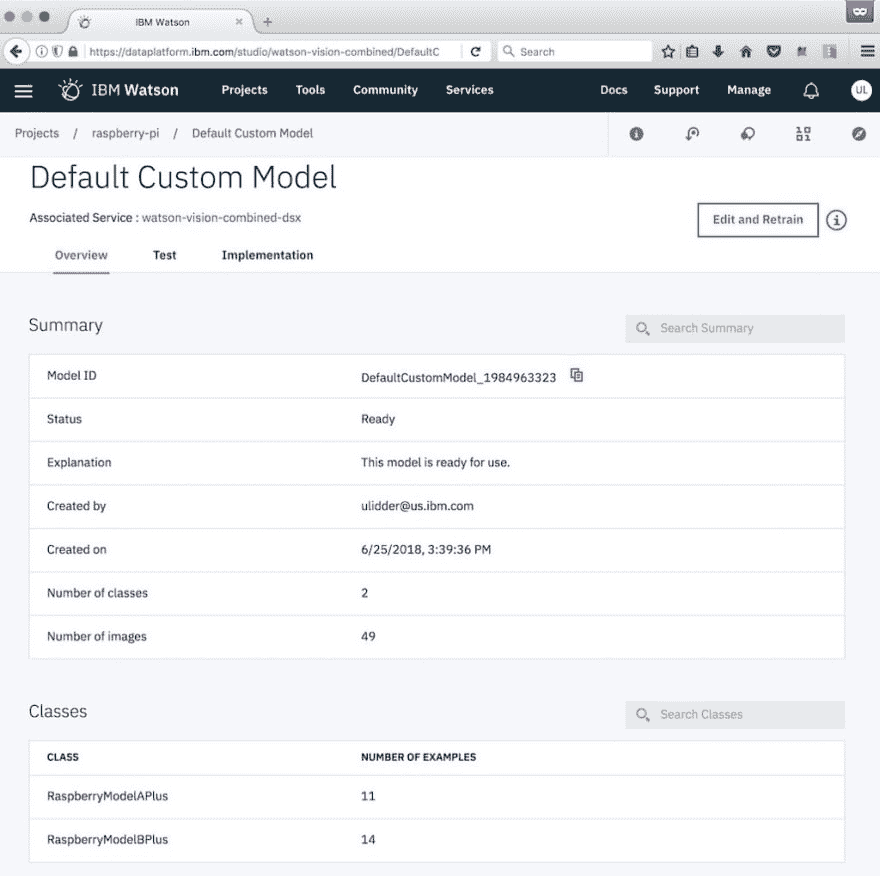 IBM Watson
https://dataplatform.ibm.com/studio/watson-vision-combined/DefaultC
Search
IBM Watson Projects Tools Community Services Docs Support Manage UL
Projects / raspberry-pi / Default Custom Model
Default Custom Model
Associated Service : watson-vision-combined-dsx
Edit and Retrain
Overview Test Implementation
Summary
Search Summary
Model ID DefaultCustomModel_1984963323
Status Ready
Explanation This model is ready for use.
Created by ulidder@us.ibm.com
Created on 6/25/2018, 3:39:36 PM
Number of classes 2
Number of images 49
Classes
Search Classes
CLASS NUMBER OF EXAMPLES
RaspberryModelAPlus 11
RaspberryModelBPlus 14